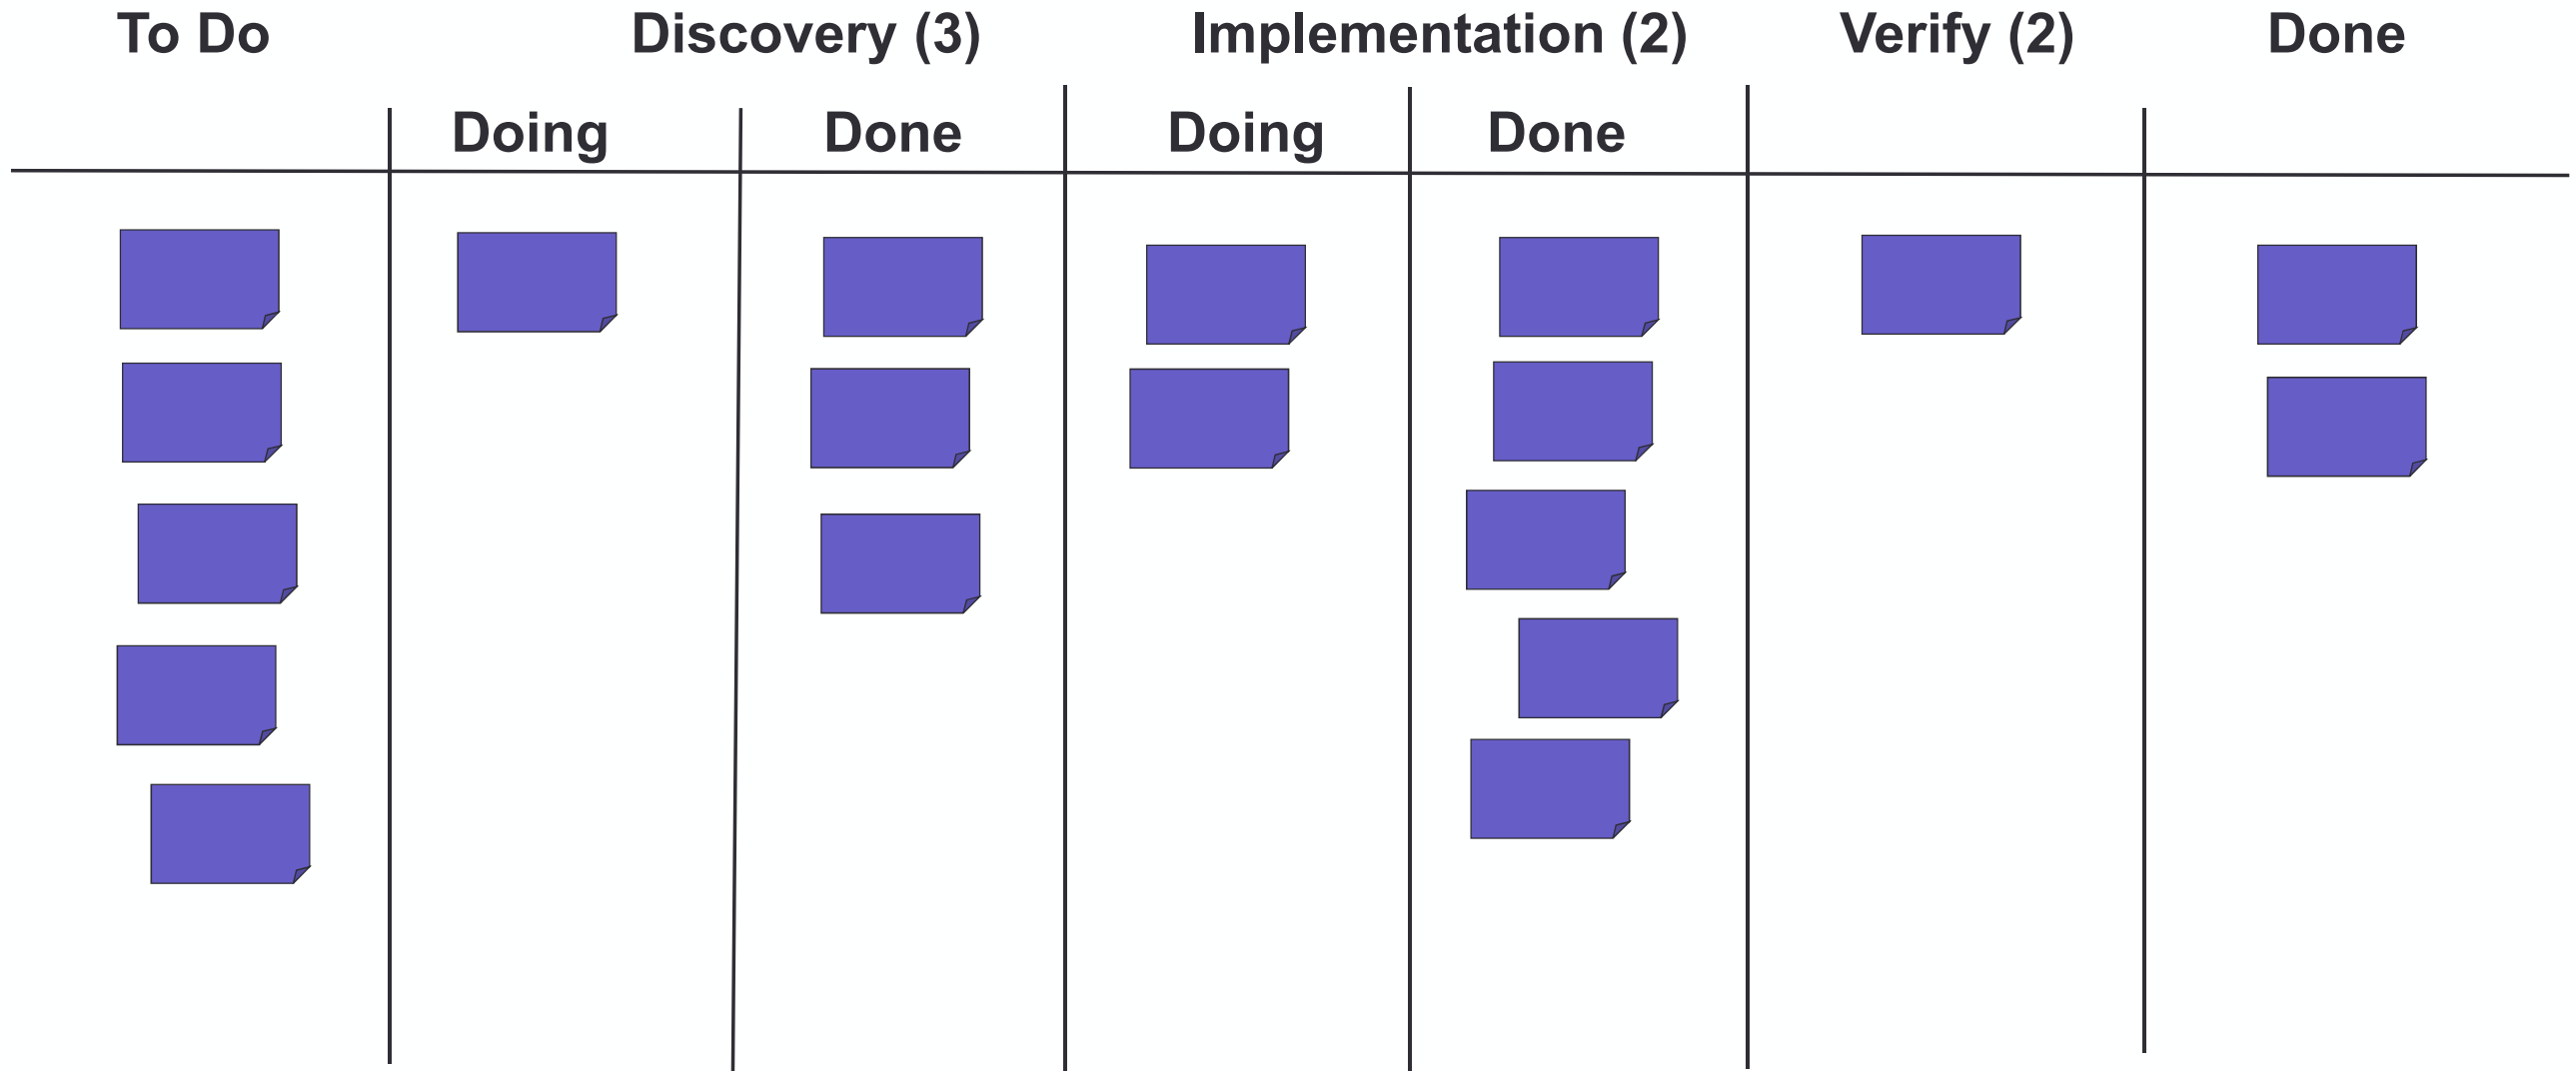 To Do Discovery (3) Implementation (2) Verify (2) Done
Doing Done Doing Done